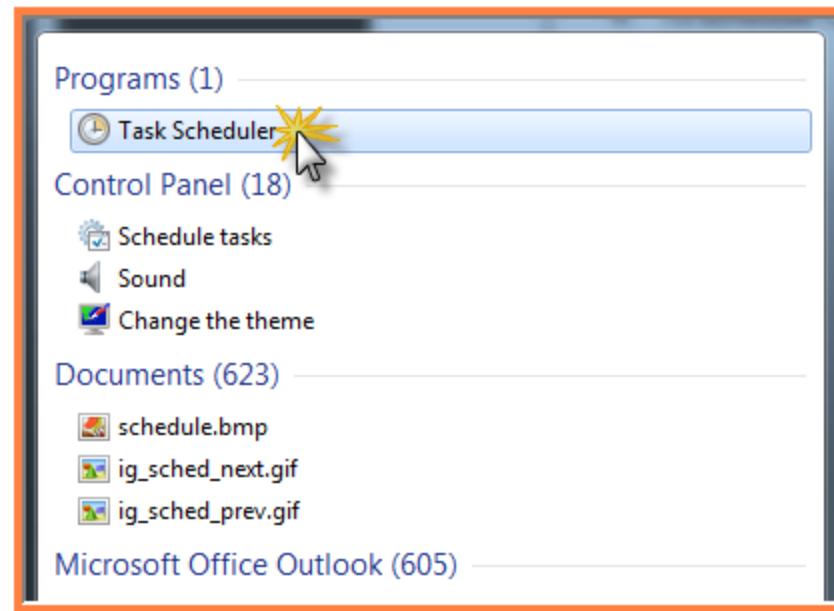 Programs (1)
Task Scheduler
Control Panel (18)
Schedule tasks
Sound
Change the theme
Documents (623)
schedule.bmp
ig_sched_next.gif
ig_sched_prev.gif
Microsoft Office Outlook (605)